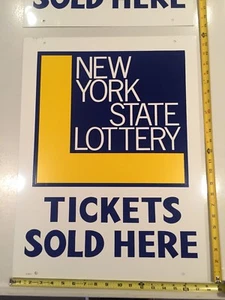 SOLD HERE
NEW
YORK
STATE
LOTTERY
TICKETS
SOLD HERE